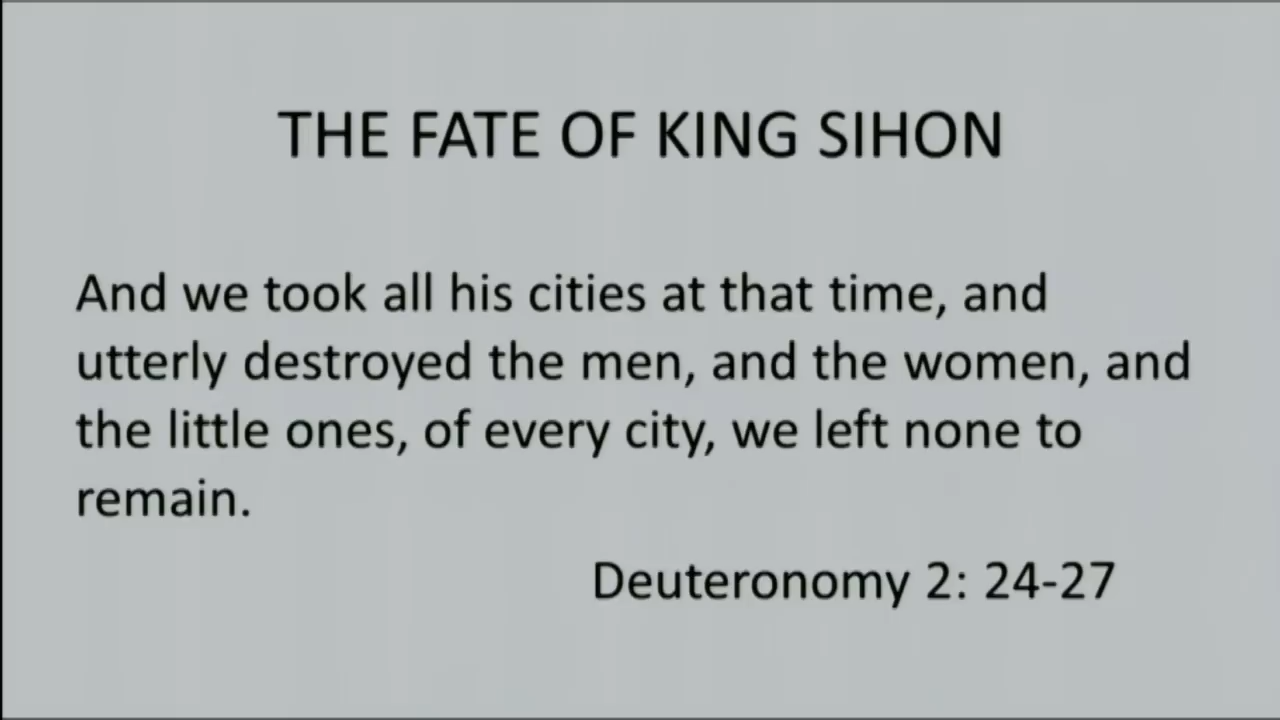 THE FATE OF KING SIHON
And we took all his cities at that time, and
utterly destroyed the men, and the women, and
the little ones, of every city, we left none to
remain.
Deuteronomy 2: 24-27